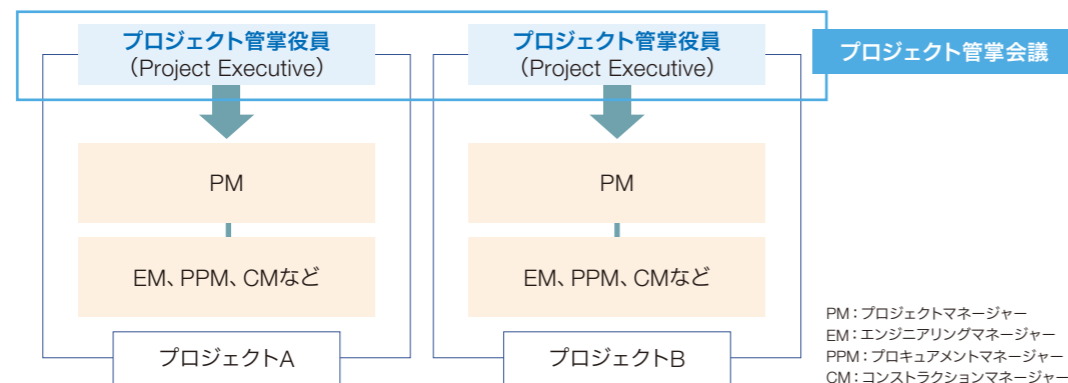 プロジェクト管掌役員
（Project Executive）
プロジェクト管掌役員
（Project Executive）
プロジェクト管掌会議
PM
PM
EM、PPM、CMなど
EM、PPM、CMなど
プロジェクトA
プロジェクトB
PM：プロジェクトマネージャー
EM：エンジニアリングマネージャー
PPM：プロキュアメントマネージャー
CM：コンストラクションマネージャー